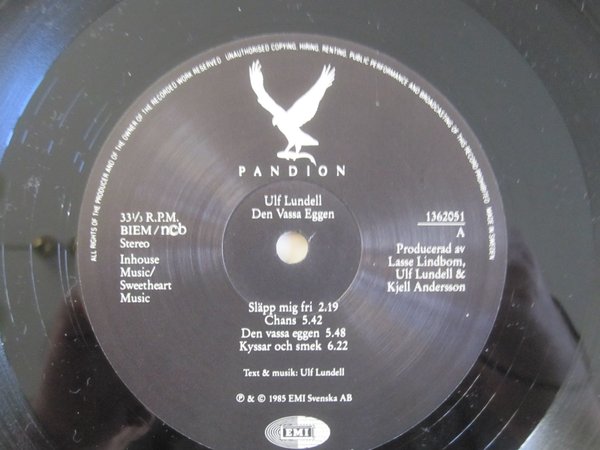 ALL RIGHTS OF THE PRODUCER AND OF THE OWNER OF THE RECORDED WORK RESERVED. UNAUTHORISED COPYING, HIRING, RENTING, PUBLIC PERFORMANCE AND BROADCASTING OF THIS RECORD PROHIBITED. MADE IN SWEDEN
PANDION
Ulf Lundell
Den Vassa Eggen
33⅓ R.P.M.
BIEM/ncb
Stereo
Inhouse
Music/
Sweetheart
Music
1362051
A
Producerad av
Lasse Lindbom,
Ulf Lundell &
Kjell Andersson
Släpp mig fri 2.19
Chans 5.42
Den vassa eggen 5.48
Kyssar och smek 6.22
Text & musik: Ulf Lundell
℗ & © 1985 EMI Svenska AB
EMI